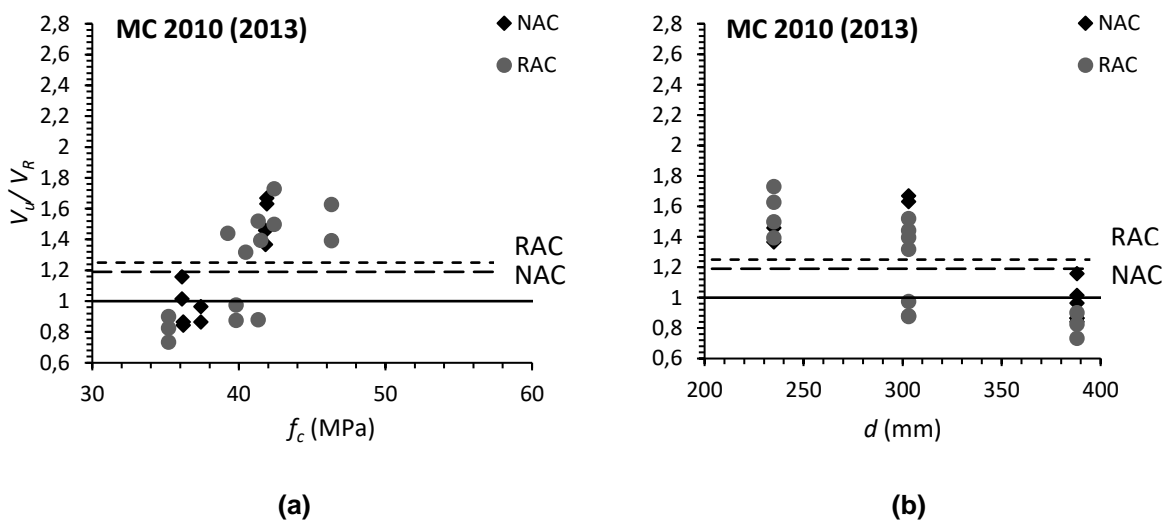 MC 2010 (2013)
NAC
RAC
2,8
2,6
2,4
2,2
2
1,8
1,6
1,4
1,2
1
0,8
0,6
V_u/ V_R
RAC
NAC
30 40 50 60
f_c (MPa)
(a)
MC 2010 (2013)
NAC
RAC
2,8
2,6
2,4
2,2
2
1,8
1,6
1,4
1,2
1
0,8
0,6
RAC
NAC
200 250 300 350 400
d (mm)
(b)